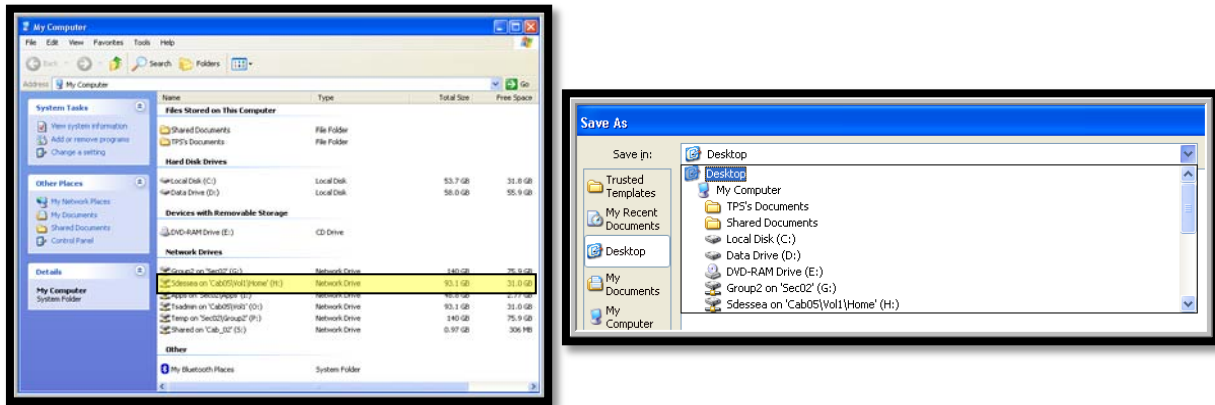 My Computer
File Edit View Favorites Tools Help
Back Search Folders
Address My Computer Go
System Tasks
View system information
Add or remove programs
Change a setting
Other Places
My Network Places
My Documents
Shared Documents
Control Panel
Details
My Computer
System Folder
Name Type Total Size Free Space
Files Stored on This Computer
Shared Documents File Folder
TPS's Documents File Folder
Hard Disk Drives
Local Disk (C:) Local Disk 53.7 GB 31.8 GB
Data Drive (D:) Local Disk 58.0 GB 55.9 GB
Devices with Removable Storage
DVD-RAM Drive (E:) CD Drive
Network Drives
Group2 on 'Sec02' (G:) Network Drive 140 GB 75.9 GB
Sdessea on 'Cab05\Vol1\Home' (H:) Network Drive 93.1 GB 31.0 GB
Apps on 'Sec02\Apps' Network Drive 2.77 GB
Tsadmin on 'Cab05\Vol1' (O:) Network Drive 93.1 GB 31.0 GB
Temp on 'Sec02\Group2' (P:) Network Drive 140 GB 75.9 GB
Shared on 'Cab_02' (S:) Network Drive 0.97 GB 306 MB
Other
My Bluetooth Places System Folder
Save As
Save in: Desktop
Trusted Templates
My Recent Documents
Desktop
My Documents
My Computer
Desktop
My Computer
TPS's Documents
Shared Documents
Local Disk (C:)
Data Drive (D:)
DVD-RAM Drive (E:)
Group2 on 'Sec02' (G:)
Sdessea on 'Cab05\Vol1\Home' (H:)